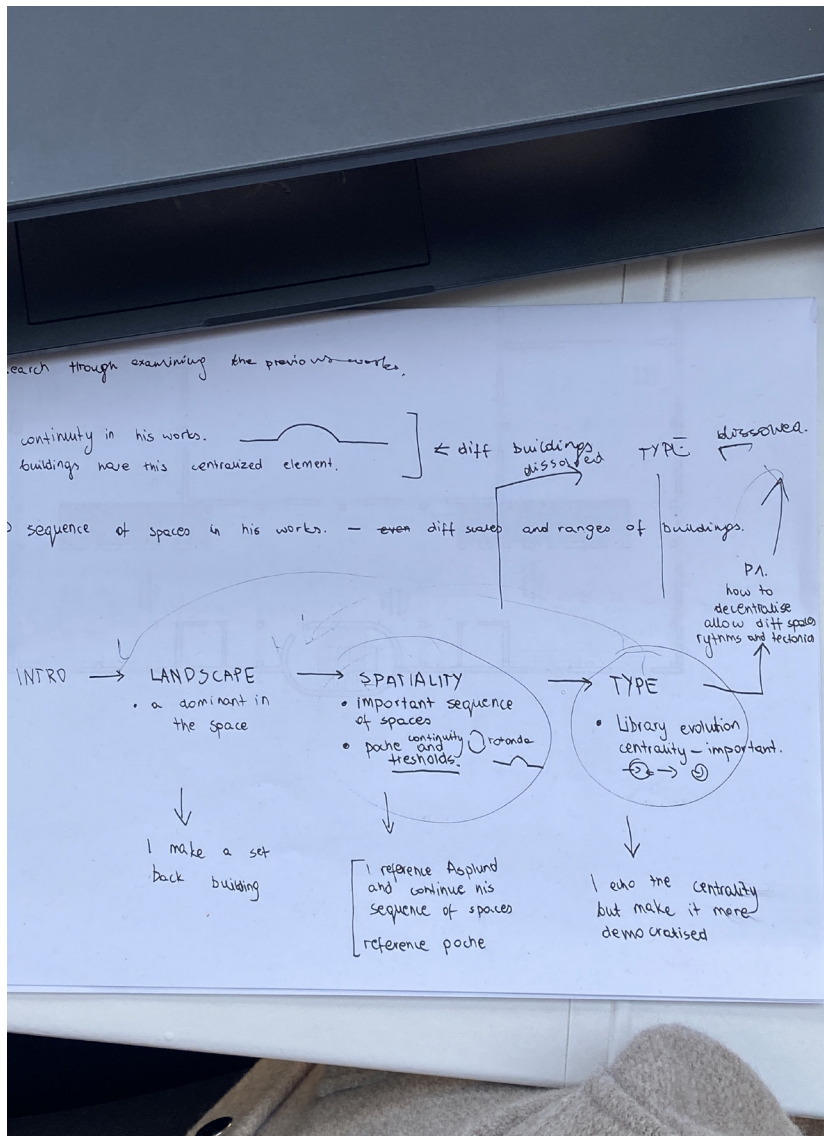 earch through examining the previous works.
continuity in his works.
buildings have this centralized element.
← diff buildings
dissolved
TYPE
dissolved.
sequence of spaces in his works. – even diff scales and ranges of buildings.
PA.
how to
decentralise
allow diff spaces
rytnms and tectonics
INTRO → LANDSCAPE → SPATIALITY → TYPE
• a dominant in
the space
• important sequence
of spaces
• poche and continuity rotonda
tresholds.
• Library evolution
centrality – important.
I make a set
back building
I reference Asplund
and continue his
sequence of spaces
reference poche
I echo the centrality
but make it more
democratised